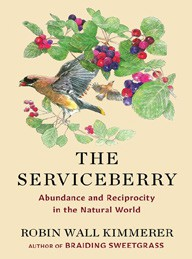 THE
SERVICEBERRY
Abundance and Reciprocity
in the Natural World
ROBIN WALL KIMMERER
AUTHOR OF BRAIDING SWEETGRASS